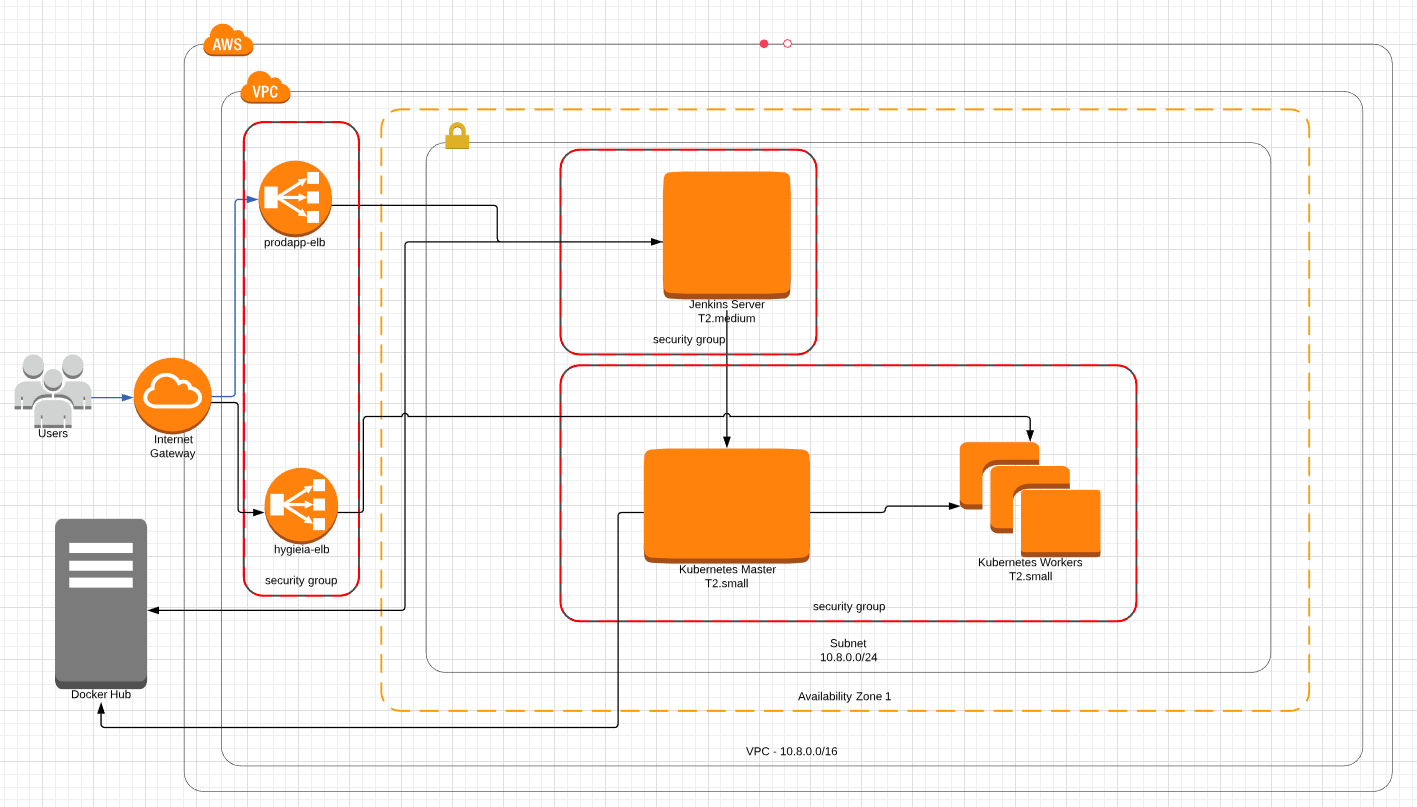 AWS
VPC
prodapp-elb
Jenkins Server
T2.medium
security group
Users
Internet
Gateway
hygieia-elb
security group
Kubernetes Master
T2.small
Kubernetes Workers
T2.small
security group
Subnet
10.8.0.0/24
Docker Hub
Availability Zone 1
VPC - 10.8.0.0/16